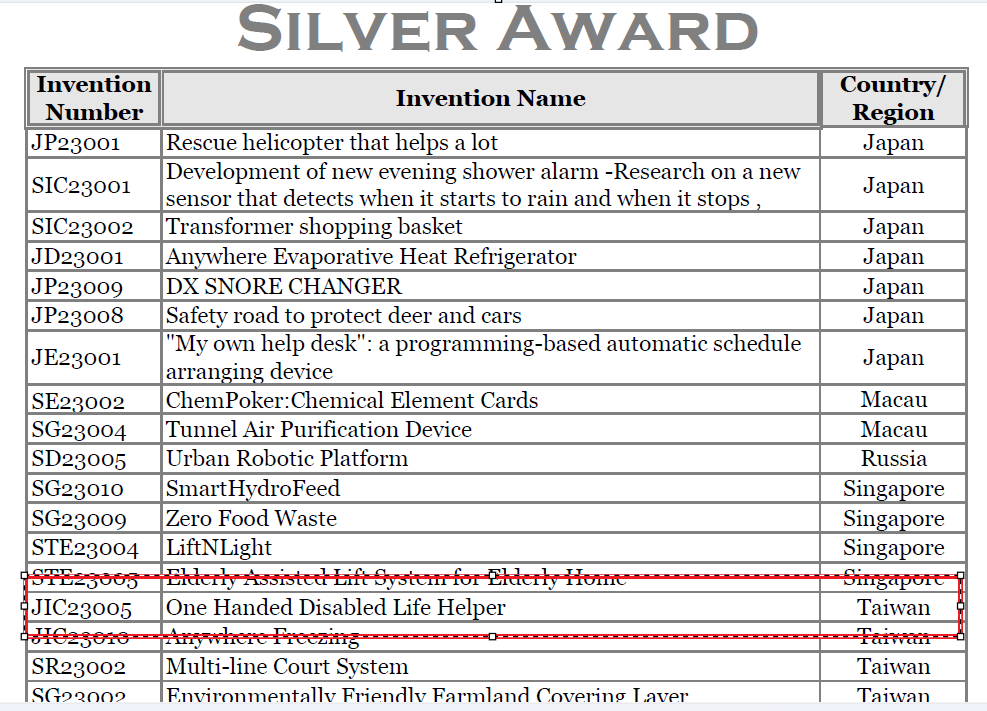 SILVER AWARD
Invention Number Invention Name Country/ Region
JP23001 Rescue helicopter that helps a lot Japan
SIC23001 Development of new evening shower alarm -Research on a new sensor that detects when it starts to rain and when it stops , Japan
SIC23002 Transformer shopping basket Japan
JD23001 Anywhere Evaporative Heat Refrigerator Japan
JP23009 DX SNORE CHANGER Japan
JP23008 Safety road to protect deer and cars Japan
JE23001 "My own help desk": a programming-based automatic schedule arranging device Japan
SE23002 ChemPoker:Chemical Element Cards Macau
SG23004 Tunnel Air Purification Device Macau
SD23005 Urban Robotic Platform Russia
SG23010 SmartHydroFeed Singapore
SG23009 Zero Food Waste Singapore
STE23004 LiftNLight Singapore
STE23005 Elderly Assisted Lift System for Elderly Home Singapore
JIC23005 One Handed Disabled Life Helper Taiwan
JIC23010 Anywhere Freezing Taiwan
SR23002 Multi-line Court System Taiwan
SG23002 Environmentally Friendly Farmland Covering Layer Taiwan